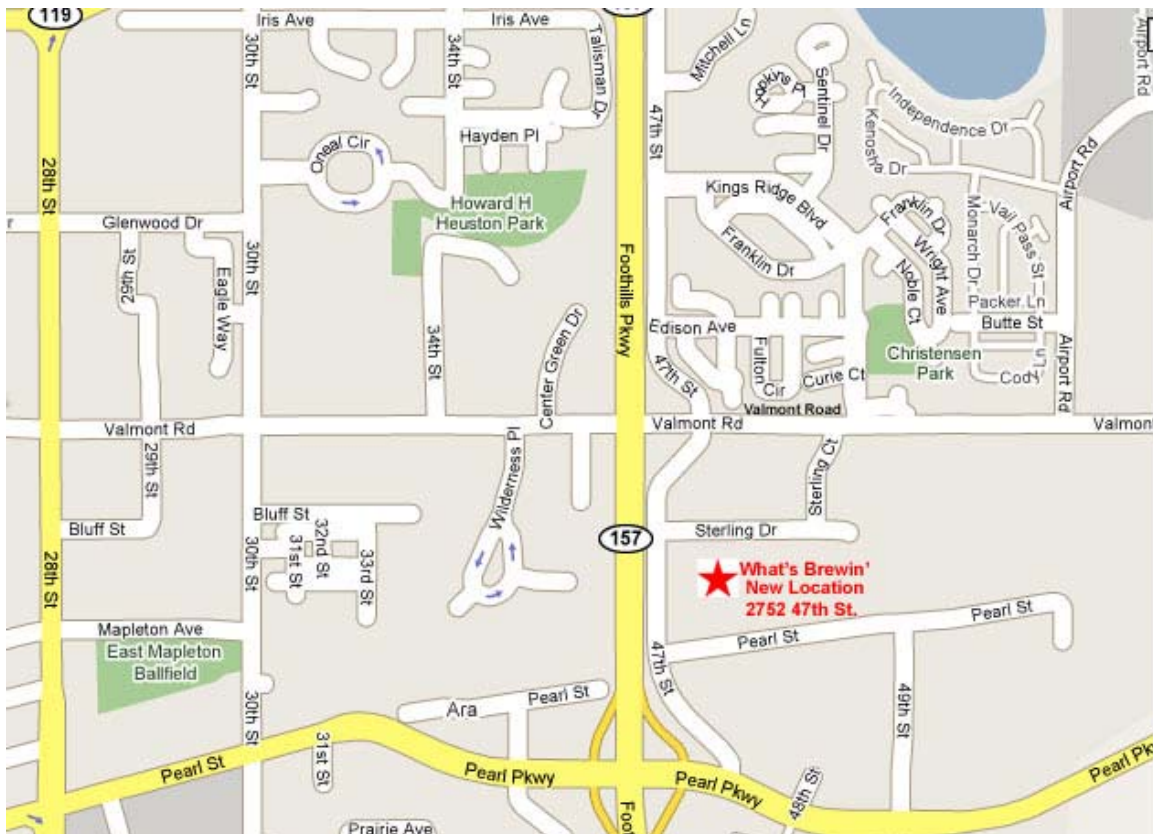 119
Iris Ave
Iris Ave
Talisman Dr
30th St
34th St
Mitchell Ln
Hopkins Pl
Sentinel Dr
Airport Rd
Airport Rd
Independence Dr
Kenosha Dr
47th St
28th St
Oneal Cir
Hayden Pl
Howard H
Heuston Park
Kings Ridge Blvd
Airport Rd
Glenwood Dr
29th St
Eagle Way
30th St
Franklin Dr
Franklin Dr
Wright Ave
Noble Ct
Monarch Dr
Vail Pass St
Packer Ln
Foothills Pkwy
34th St
Center Green Dr
Edison Ave
47th St
Fulton
Cir
Curie Ct
Butte St
Christensen
Park
Cody
Airport Rd
Valmont Road
Valmont Rd
Valmont Rd
Valmont
29th St
Wilderness Pl
Sterling Ct
Bluff St
Bluff St
Sterling Dr
157
28th St
30th St
31st St
32nd St
33rd St
What's Brewin'
New Location
2752 47th St.
Mapleton Ave
East Mapleton
Ballfield
Pearl St
Pearl St
47th St
49th St
30th St
Ara
Pearl St
31st St
Pearl St
Pearl Pkwy
Pearl Pkwy
48th St
Pearl Pk
Foot
Prairie Ave